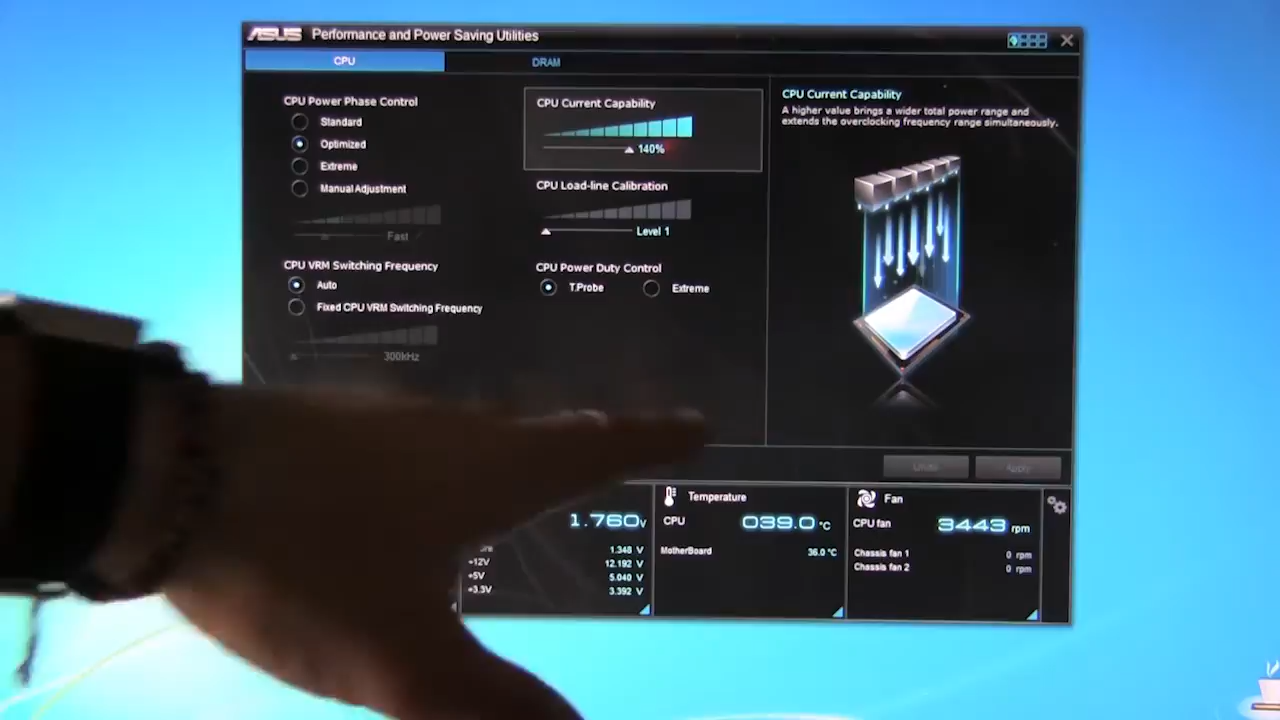 ASUS Performance and Power Saving Utilities
CPU
DRAM
CPU Power Phase Control
Standard
Optimized
Extreme
Manual Adjustment
Fast
CPU VRM Switching Frequency
Auto
Fixed CPU VRM Switching Frequency
300kHz
CPU Current Capability
140%
CPU Load-line Calibration
Level 1
CPU Power Duty Control
T.Probe
Extreme
CPU Current Capability
A higher value brings a wider total power range and
extends the overclocking frequency range simultaneously.
Undo
Apply
1.760v
1.348 V
+12V 12.192 V
+5V 5.040 V
+3.3V 3.392 V
Temperature
CPU 039.0 °C
MotherBoard 36.0 °C
Fan
CPU fan 3443 rpm
Chassis fan 1 0 rpm
Chassis fan 2 0 rpm